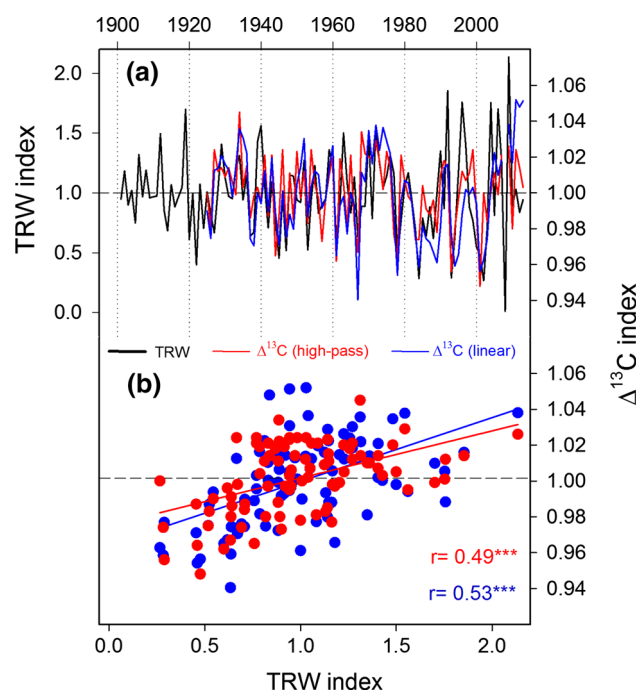 1900 1920 1940 1960 1980 2000
(a)
2.0
1.5
1.0
0.5
0.0
TRW index
1.06
1.04
1.02
1.00
0.98
0.96
0.94
Δ¹³C index
TRW Δ¹³C (high-pass) Δ¹³C (linear)
(b)
1.06
1.04
1.02
1.00
0.98
0.96
0.94
r= 0.49***
r= 0.53***
0.0 0.5 1.0 1.5 2.0
TRW index